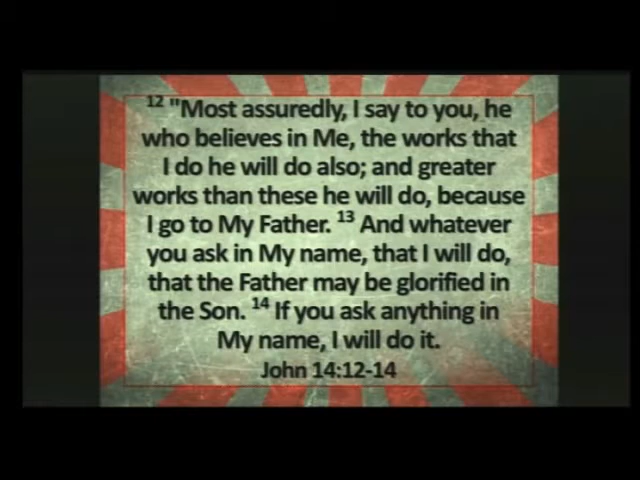 12 "Most assuredly, I say to you, he
who believes in Me, the works that
I do he will do also; and greater
works than these he will do, because
I go to My Father. 13 And whatever
you ask in My name, that I will do,
that the Father may be glorified in
the Son. 14 If you ask anything in
My name, I will do it.
John 14:12-14